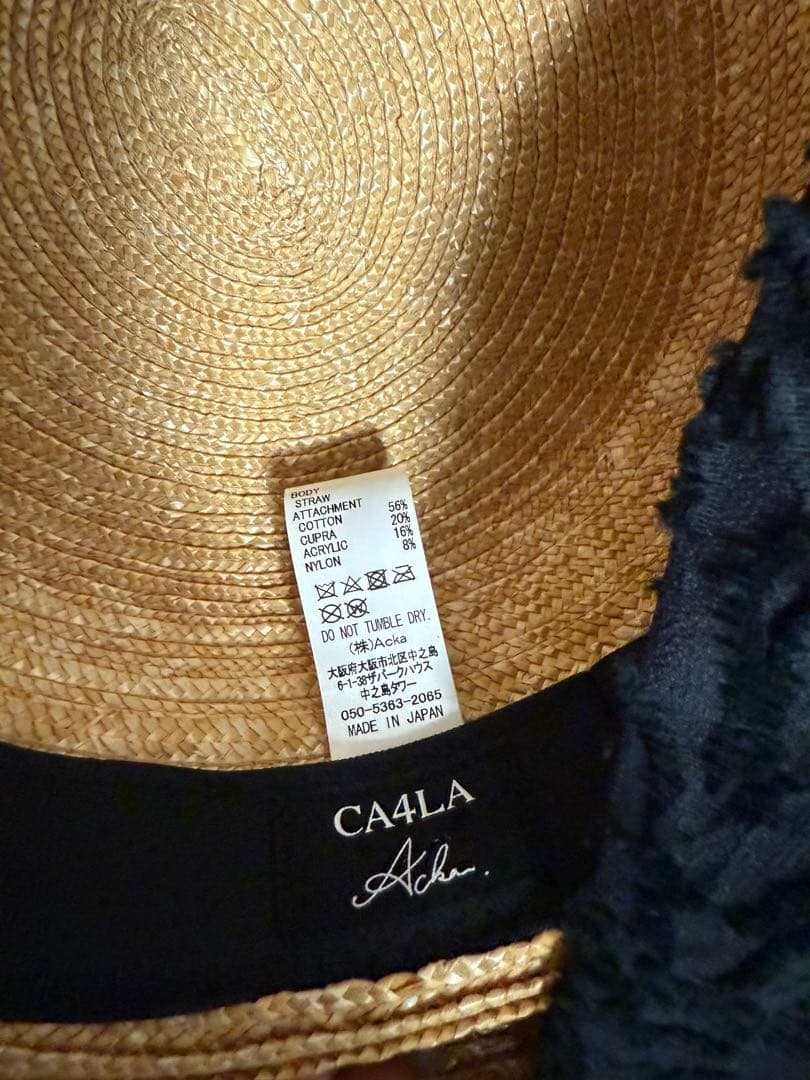 BODY
STRAW
ATTACHMENT
COTTON 56%
CUPRA 20%
ACRYLIC 16%
NYLON 8%
DO NOT TUMBLE DRY.
(株)Acka
大阪府大阪市北区中之島
6-1-38ザパークハウス
中之島タワー
050-5363-2065
MADE IN JAPAN
CA4LA
Acka.